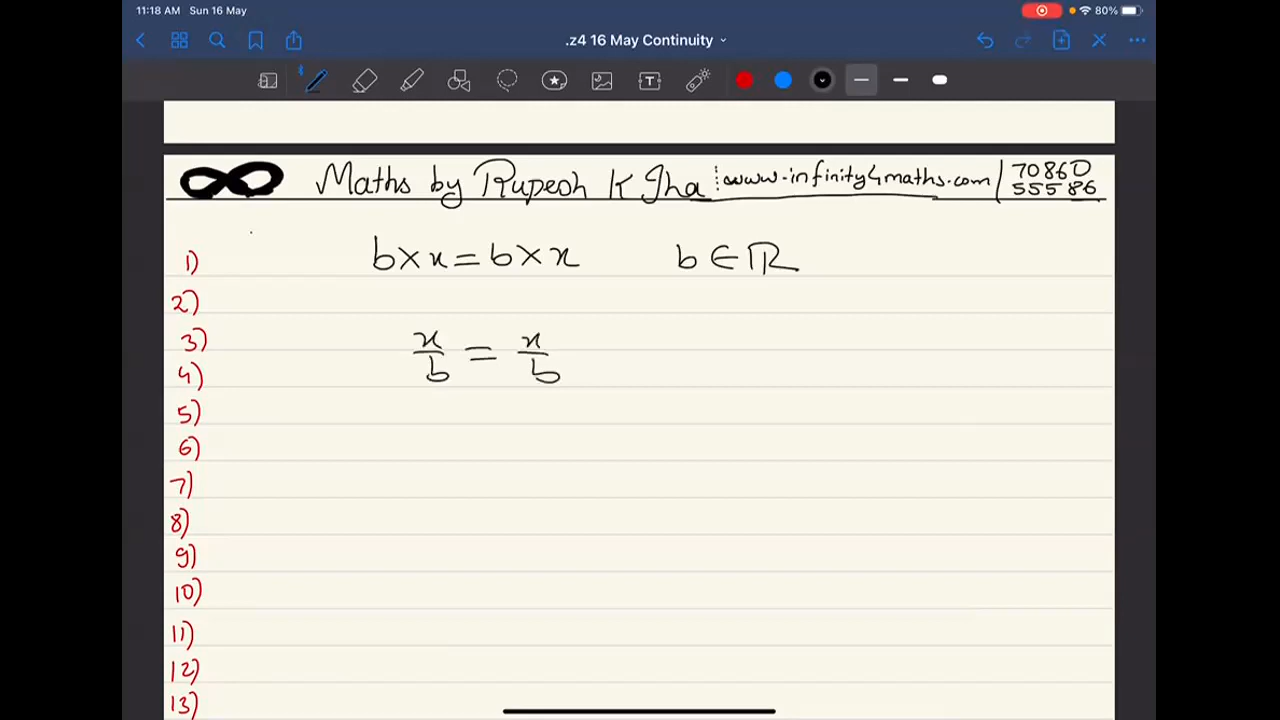 11:18 AM Sun 16 May 80%
.z4 16 May Continuity
Maths by Rupesh K Jha www.infinity4maths.com 70860
55586
1) b×x=b×x b∈ℝ
2)
3) x/b = x/b
4)
5)
6)
7)
8)
9)
10)
11)
12)
13)